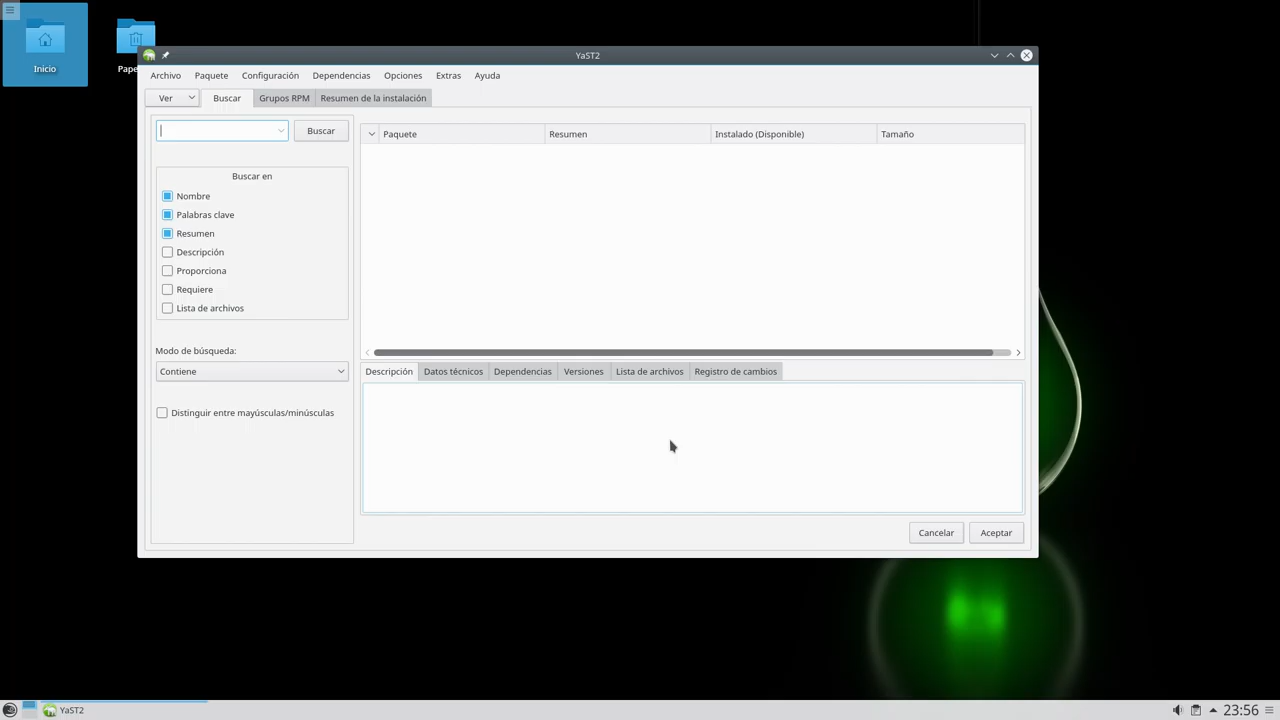 Inicio
Pape
YaST2
Archivo Paquete Configuración Dependencias Opciones Extras Ayuda
Ver Buscar Grupos RPM Resumen de la instalación
Buscar
Paquete Resumen Instalado (Disponible) Tamaño
Buscar en
Nombre
Palabras clave
Resumen
Descripción
Proporciona
Requiere
Lista de archivos
Modo de búsqueda:
Contiene
Distinguir entre mayúsculas/minúsculas
Descripción Datos técnicos Dependencias Versiones Lista de archivos Registro de cambios
Cancelar Aceptar
YaST2
23:56